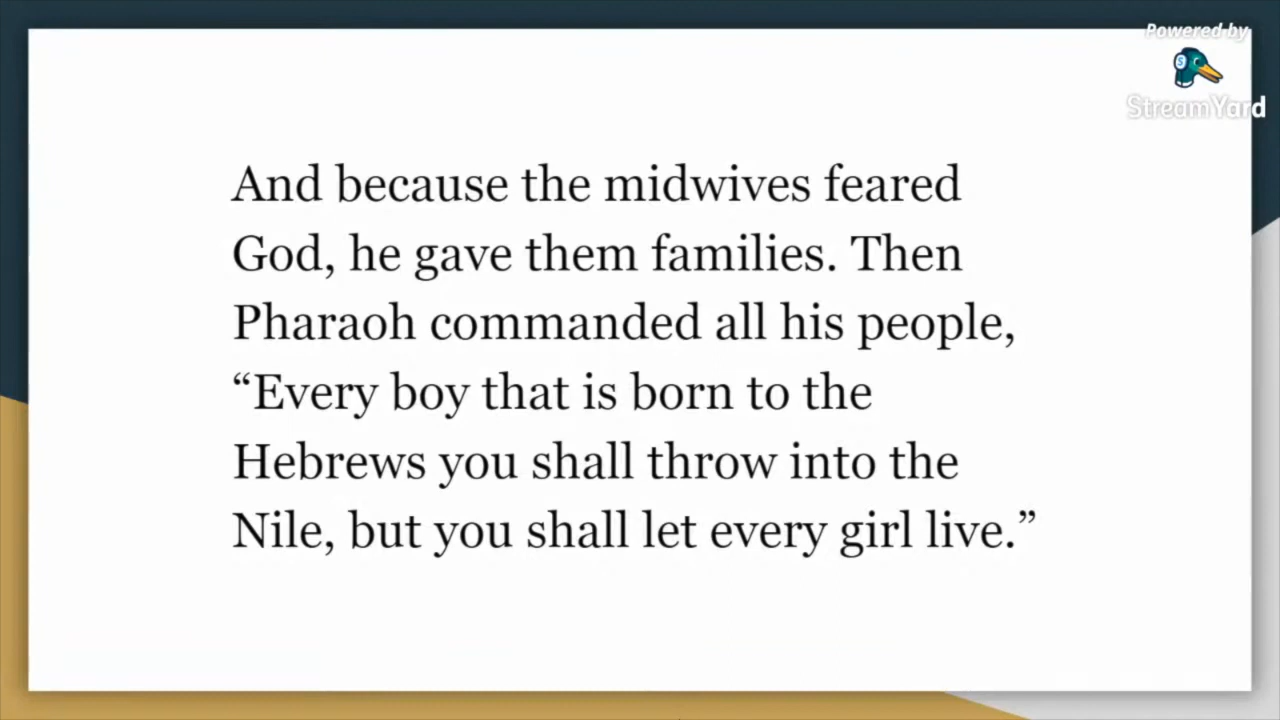 Powered by
StreamYard
And because the midwives feared
God, he gave them families. Then
Pharaoh commanded all his people,
“Every boy that is born to the
Hebrews you shall throw into the
Nile, but you shall let every girl live.”